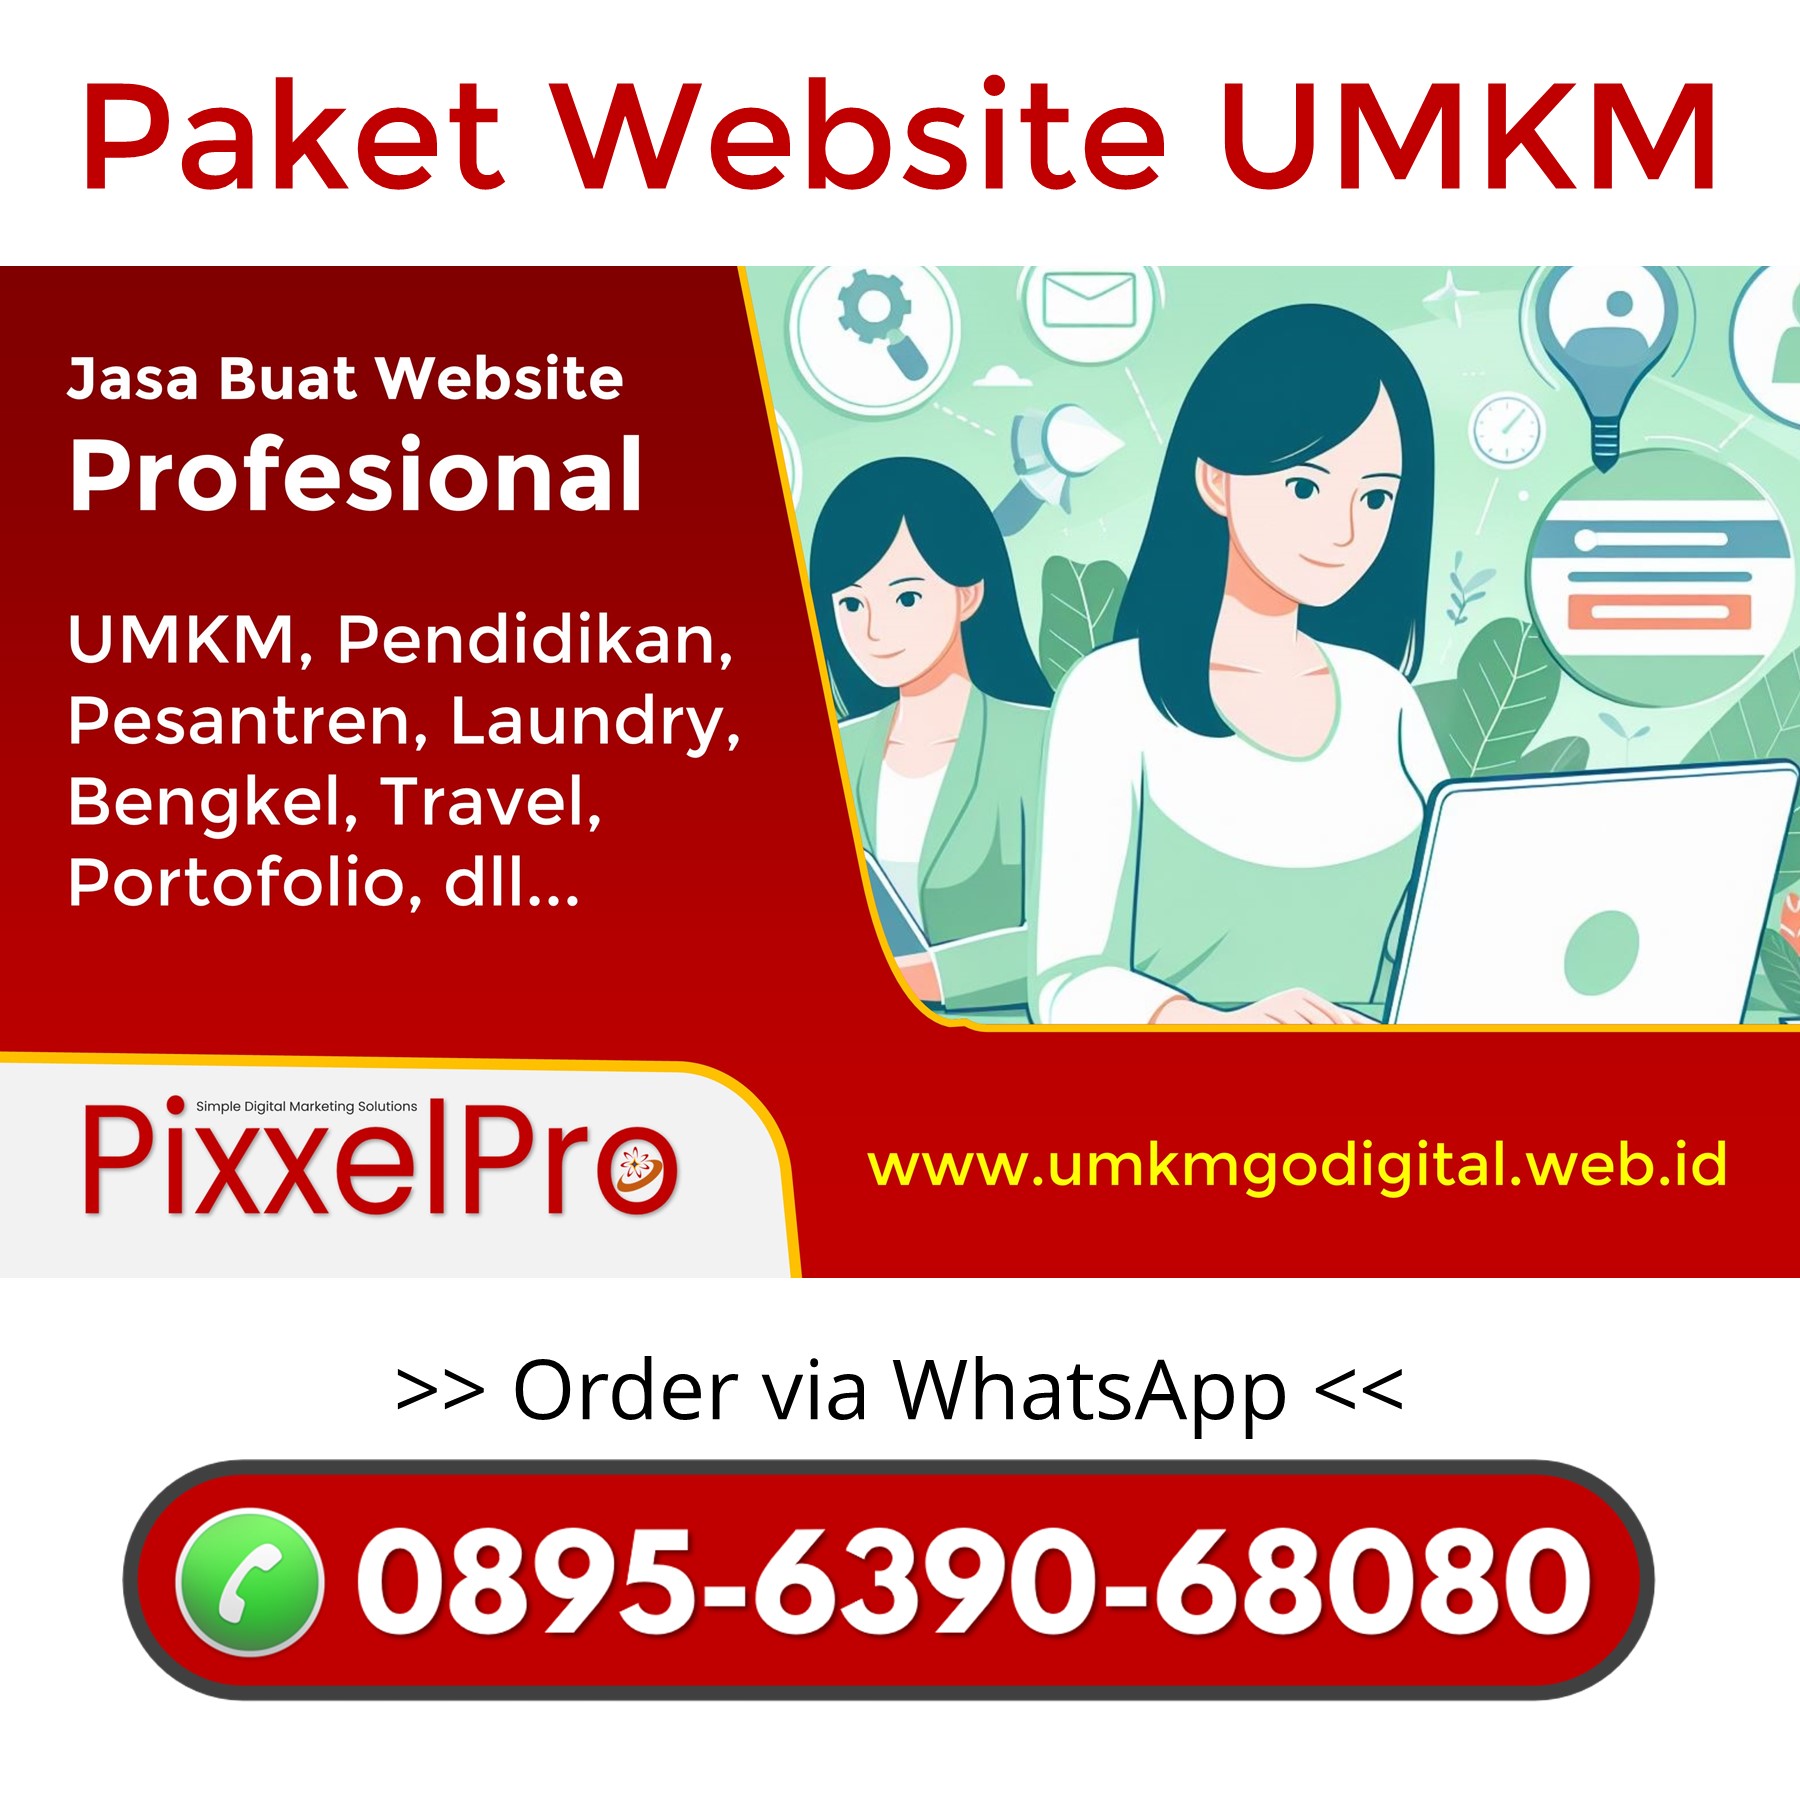 Paket Website UMKM
Jasa Buat Website
Profesional
UMKM, Pendidikan,
Pesantren, Laundry,
Bengkel, Travel,
Portofolio, dll...
Simple Digital Marketing Solutions
PixxelPro
www.umkmgodigital.web.id
>> Order via WhatsApp <<
0895-6390-68080